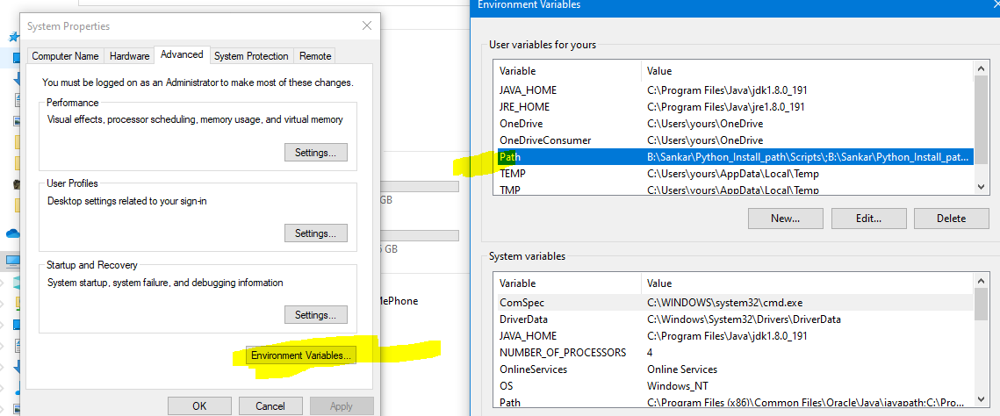 System Properties
Computer Name Hardware Advanced System Protection Remote
You must be logged on as an Administrator to make most of these changes.
Performance
Visual effects, processor scheduling, memory usage, and virtual memory
Settings...
User Profiles
Desktop settings related to your sign-in
Settings...
Startup and Recovery
System startup, system failure, and debugging information
Settings...
Environment Variables...
OK Cancel Apply
GB
GB
MePhone
Environment Variables
User variables for yours
Variable Value
JAVA_HOME C:\Program Files\Java\jdk1.8.0_191
JRE_HOME C:\Program Files\Java\jre1.8.0_191
OneDrive C:\Users\yours\OneDrive
OneDriveConsumer C:\Users\yours\OneDrive
Path B:\Sankar\Python_Install_path\Scripts\;B:\Sankar\Python_Install_pat...
TEMP C:\Users\yours\AppData\Local\Temp
TMP C:\Users\yours\AppData\Local\Temp
New... Edit... Delete
System variables
Variable Value
ComSpec C:\WINDOWS\system32\cmd.exe
DriverData C:\Windows\System32\Drivers\DriverData
JAVA_HOME C:\Program Files\Java\jdk1.8.0_191
NUMBER_OF_PROCESSORS 4
OnlineServices Online Services
OS Windows_NT
Path C:\Program Files (x86)\Common Files\Oracle\Java\javapath;C:\Pro...